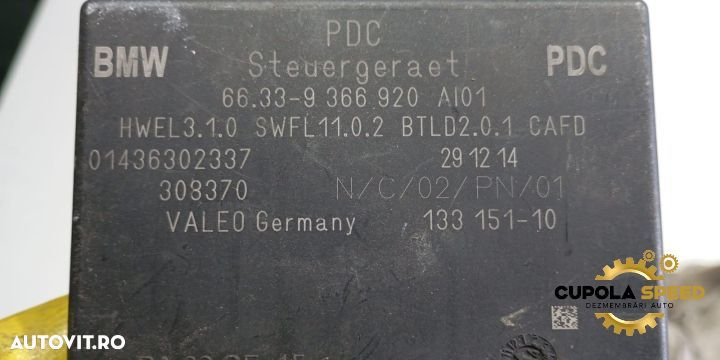 PDC
BMW Steuergeraet PDC
66.33-9 366 920 AI01
HWEL3.1.0 SWFL11.0.2 BTLD2.0.1 CAFD
01436302337 29 12 14
308370 N/C/02/PN/01
VALEO Germany 133 151-10
CUPOLA SPEED
DEZMEMBRĂRI AUTO
AUTOVIT.RO
AUTOVIT.RO